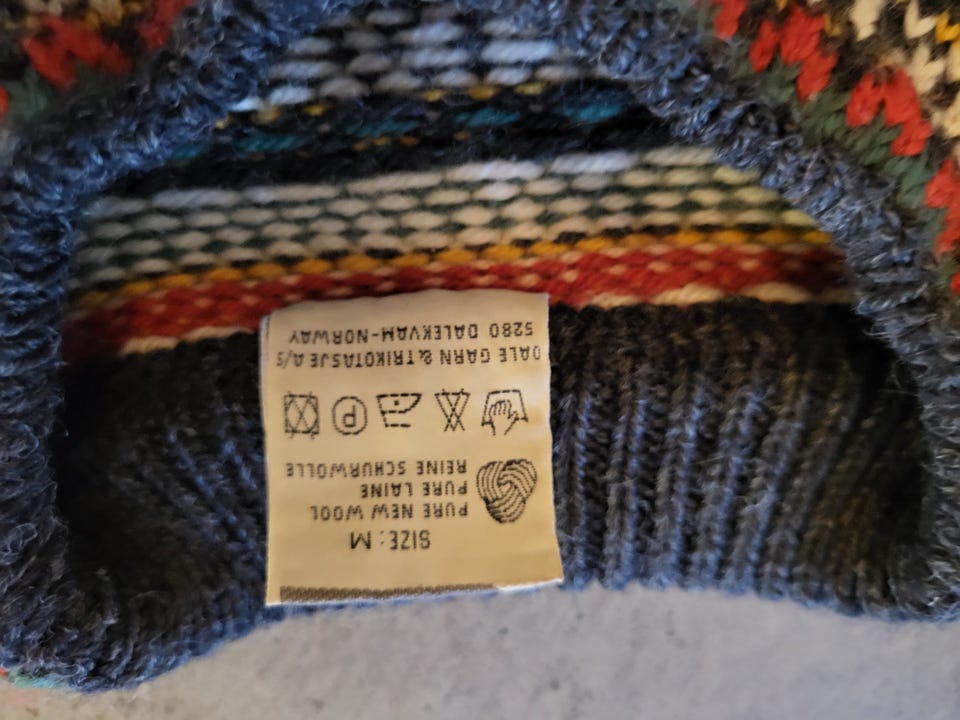 SIZE: M
PURE NEW WOOL
PURE LAINE
REINE SCHURWOLLE
P
DALE GARN & TRIKOTASJE A/S
5280 DALEKVAM-NORWAY